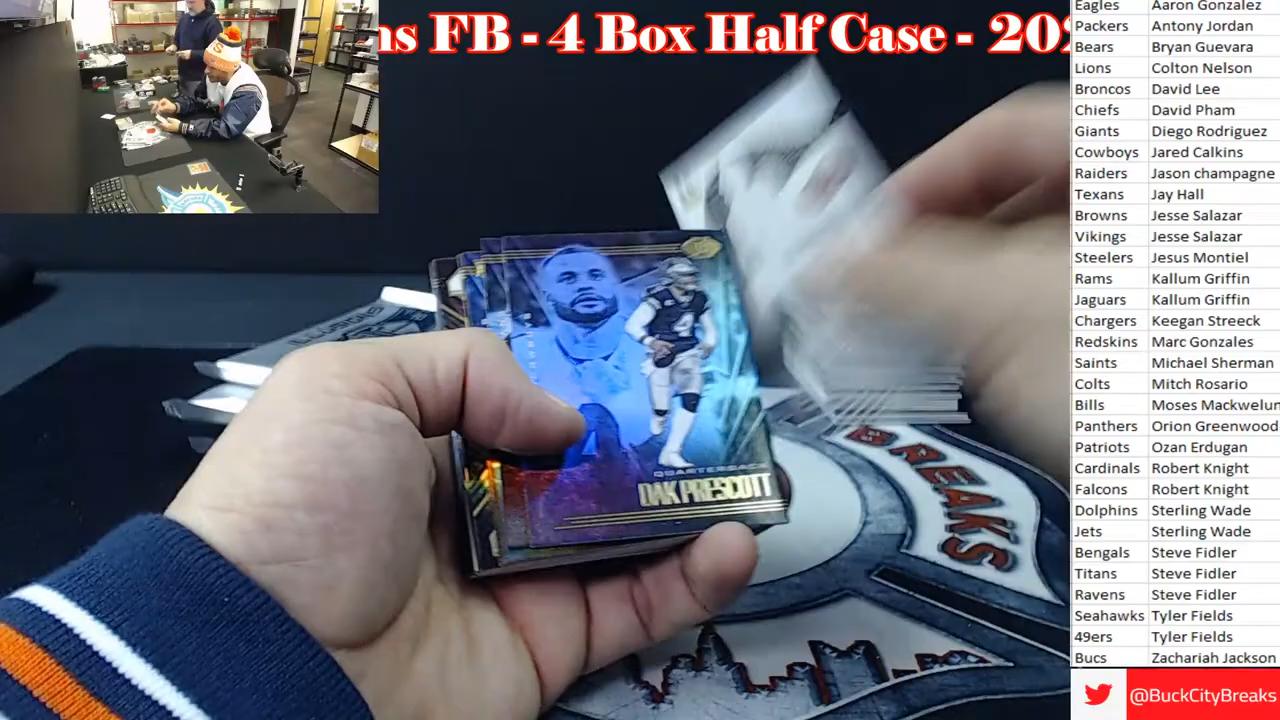 ns FB - 4 Box Half Case - 202
QUARTERBACK
DAK PRESCOTT
BREAKS
Eagles Aaron Gonzalez
Packers Antony Jordan
Bears Bryan Guevara
Lions Colton Nelson
Broncos David Lee
Chiefs David Pham
Giants Diego Rodriguez
Cowboys Jared Calkins
Raiders Jason champagne
Texans Jay Hall
Browns Jesse Salazar
Vikings Jesse Salazar
Steelers Jesus Montiel
Rams Kallum Griffin
Jaguars Kallum Griffin
Chargers Keegan Streeck
Redskins Marc Gonzales
Saints Michael Sherman
Colts Mitch Rosario
Bills Moses Mackwelun
Panthers Orion Greenwood
Patriots Ozan Erdugan
Cardinals Robert Knight
Falcons Robert Knight
Dolphins Sterling Wade
Jets Sterling Wade
Bengals Steve Fidler
Titans Steve Fidler
Ravens Steve Fidler
Seahawks Tyler Fields
49ers Tyler Fields
Bucs Zachariah Jackson
@BuckCityBreaks